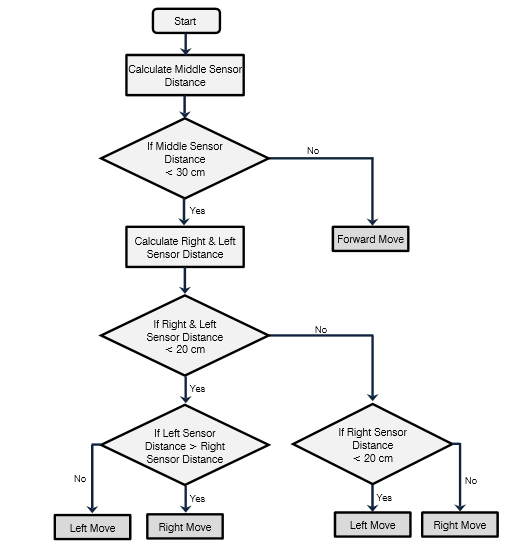 Start
Calculate Middle Sensor
Distance
If Middle Sensor
Distance
< 30 cm
No
Yes
Forward Move
Calculate Right & Left
Sensor Distance
If Right & Left
Sensor Distance
< 20 cm
No
Yes
If Left Sensor
Distance > Right
Sensor Distance
If Right Sensor
Distance
< 20 cm
No
Yes
Yes
No
Left Move
Right Move
Left Move
Right Move